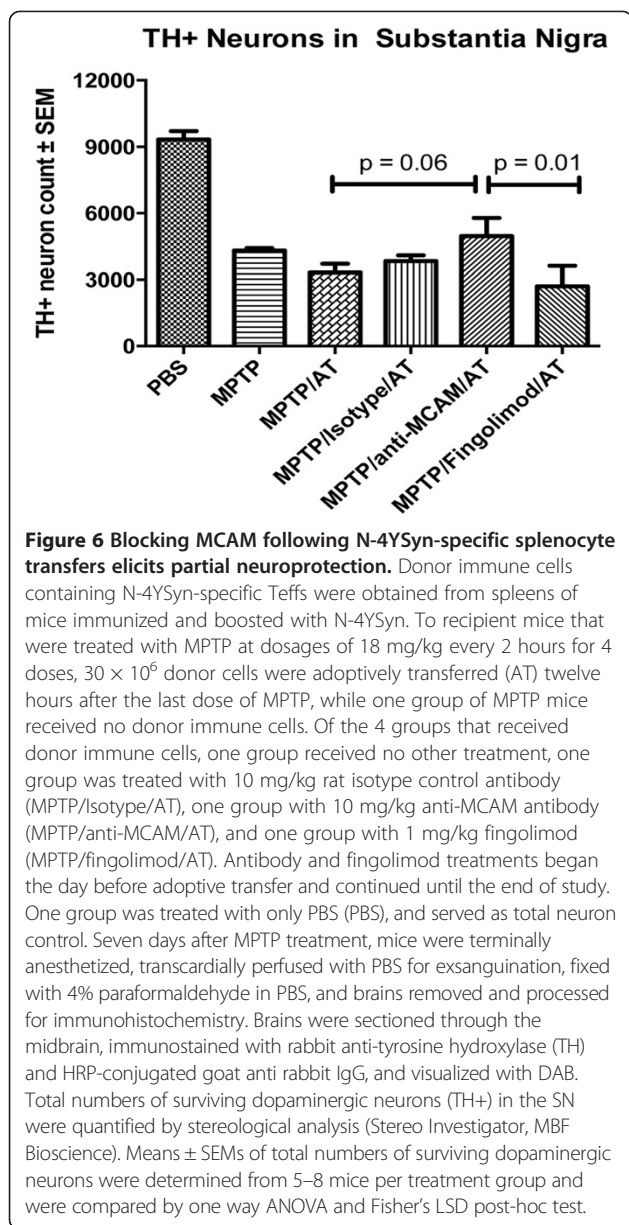 TH+ Neurons in Substantia Nigra
TH+ neuron count ± SEM
12000
9000
6000
3000
0
p = 0.06
p = 0.01
PBS
MPTP
MPTP/AT
MPTP/Isotype/AT
MPTP/anti-MCAM/AT
MPTP/Fingolimod/AT
Figure 6 Blocking MCAM following N-4YSyn-specific splenocyte
transfers elicits partial neuroprotection. Donor immune cells
containing N-4YSyn-specific Teffs were obtained from spleens of
mice immunized and boosted with N-4YSyn. To recipient mice that
were treated with MPTP at dosages of 18 mg/kg every 2 hours for 4
doses, 30 × 10⁶ donor cells were adoptively transferred (AT) twelve
hours after the last dose of MPTP, while one group of MPTP mice
received no donor immune cells. Of the 4 groups that received
donor immune cells, one group received no other treatment, one
group was treated with 10 mg/kg rat isotype control antibody
(MPTP/Isotype/AT), one group with 10 mg/kg anti-MCAM antibody
(MPTP/anti-MCAM/AT), and one group with 1 mg/kg fingolimod
(MPTP/fingolimod/AT). Antibody and fingolimod treatments began
the day before adoptive transfer and continued until the end of study.
One group was treated with only PBS (PBS), and served as total neuron
control. Seven days after MPTP treatment, mice were terminally
anesthetized, transcardially perfused with PBS for exsanguination, fixed
with 4% paraformaldehyde in PBS, and brains removed and processed
for immunohistochemistry. Brains were sectioned through the
midbrain, immunostained with rabbit anti-tyrosine hydroxylase (TH)
and HRP-conjugated goat anti rabbit IgG, and visualized with DAB.
Total numbers of surviving dopaminergic neurons (TH+) in the SN
were quantified by stereological analysis (Stereo Investigator, MBF
Bioscience). Means ± SEMs of total numbers of surviving dopaminergic
neurons were determined from 5–8 mice per treatment group and
were compared by one way ANOVA and Fisher's LSD post-hoc test.